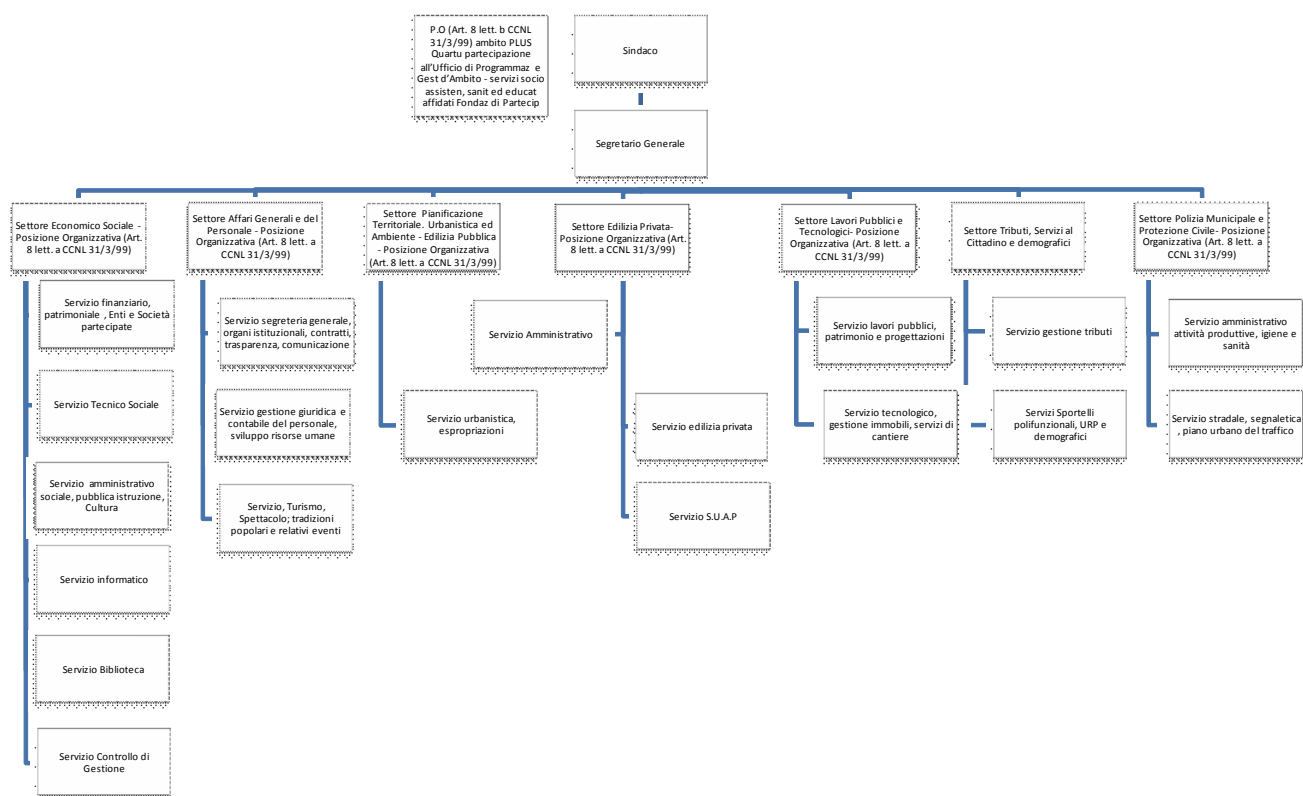 P.O (Art. 8 lett. b CCNL
31/3/99) ambito PLUS
Quartu partecipazione
all'Ufficio di Programmaz e
Gest d'Ambito - servizi socio
assisten, sanit ed educat
affidati Fondaz di Partecip
Sindaco
Segretario Generale
Settore Economico Sociale -
Posizione Organizzativa (Art.
8 lett. a CCNL 31/3/99)
Settore Affari Generali e del
Personale - Posizione
Organizzativa (Art. 8 lett. a
CCNL 31/3/99)
Settore Pianificazione
Territoriale. Urbanistica ed
Ambiente - Edilizia Pubblica
- Posizione Organizzativa
(Art. 8 lett. a CCNL 31/3/99)
Settore Edilizia Privata-
Posizione Organizzativa (Art.
8 lett. a CCNL 31/3/99)
Settore Lavori Pubblici e
Tecnologici- Posizione
Organizzativa (Art. 8 lett. a
CCNL 31/3/99)
Settore Tributi, Servizi al
Cittadino e demografici
Settore Polizia Municipale e
Protezione Civile- Posizione
Organizzativa (Art. 8 lett. a
CCNL 31/3/99)
Servizio finanziario,
patrimoniale , Enti e Società
partecipate
Servizio Tecnico Sociale
Servizio amministrativo
sociale, pubblica istruzione,
Cultura
Servizio informatico
Servizio Biblioteca
Servizio Controllo di
Gestione
Servizio segreteria generale,
organi istituzionali, contratti,
trasparenza, comunicazione
Servizio gestione giuridica e
contabile del personale,
sviluppo risorse umane
Servizio, Turismo,
Spettacolo; tradizioni
popolari e relativi eventi
Servizio urbanistica,
espropriazioni
Servizio Amministrativo
Servizio edilizia privata
Servizio S.U.A.P
Servizio lavori pubblici,
patrimonio e progettazioni
Servizio tecnologico,
gestione immobili, servizi di
cantiere
Servizio gestione tributi
Servizi Sportelli
polifunzionali, URP e
demografici
Servizio amministrativo
attività produttive, igiene e
sanità
Servizio stradale, segnaletica
, piano urbano del traffico